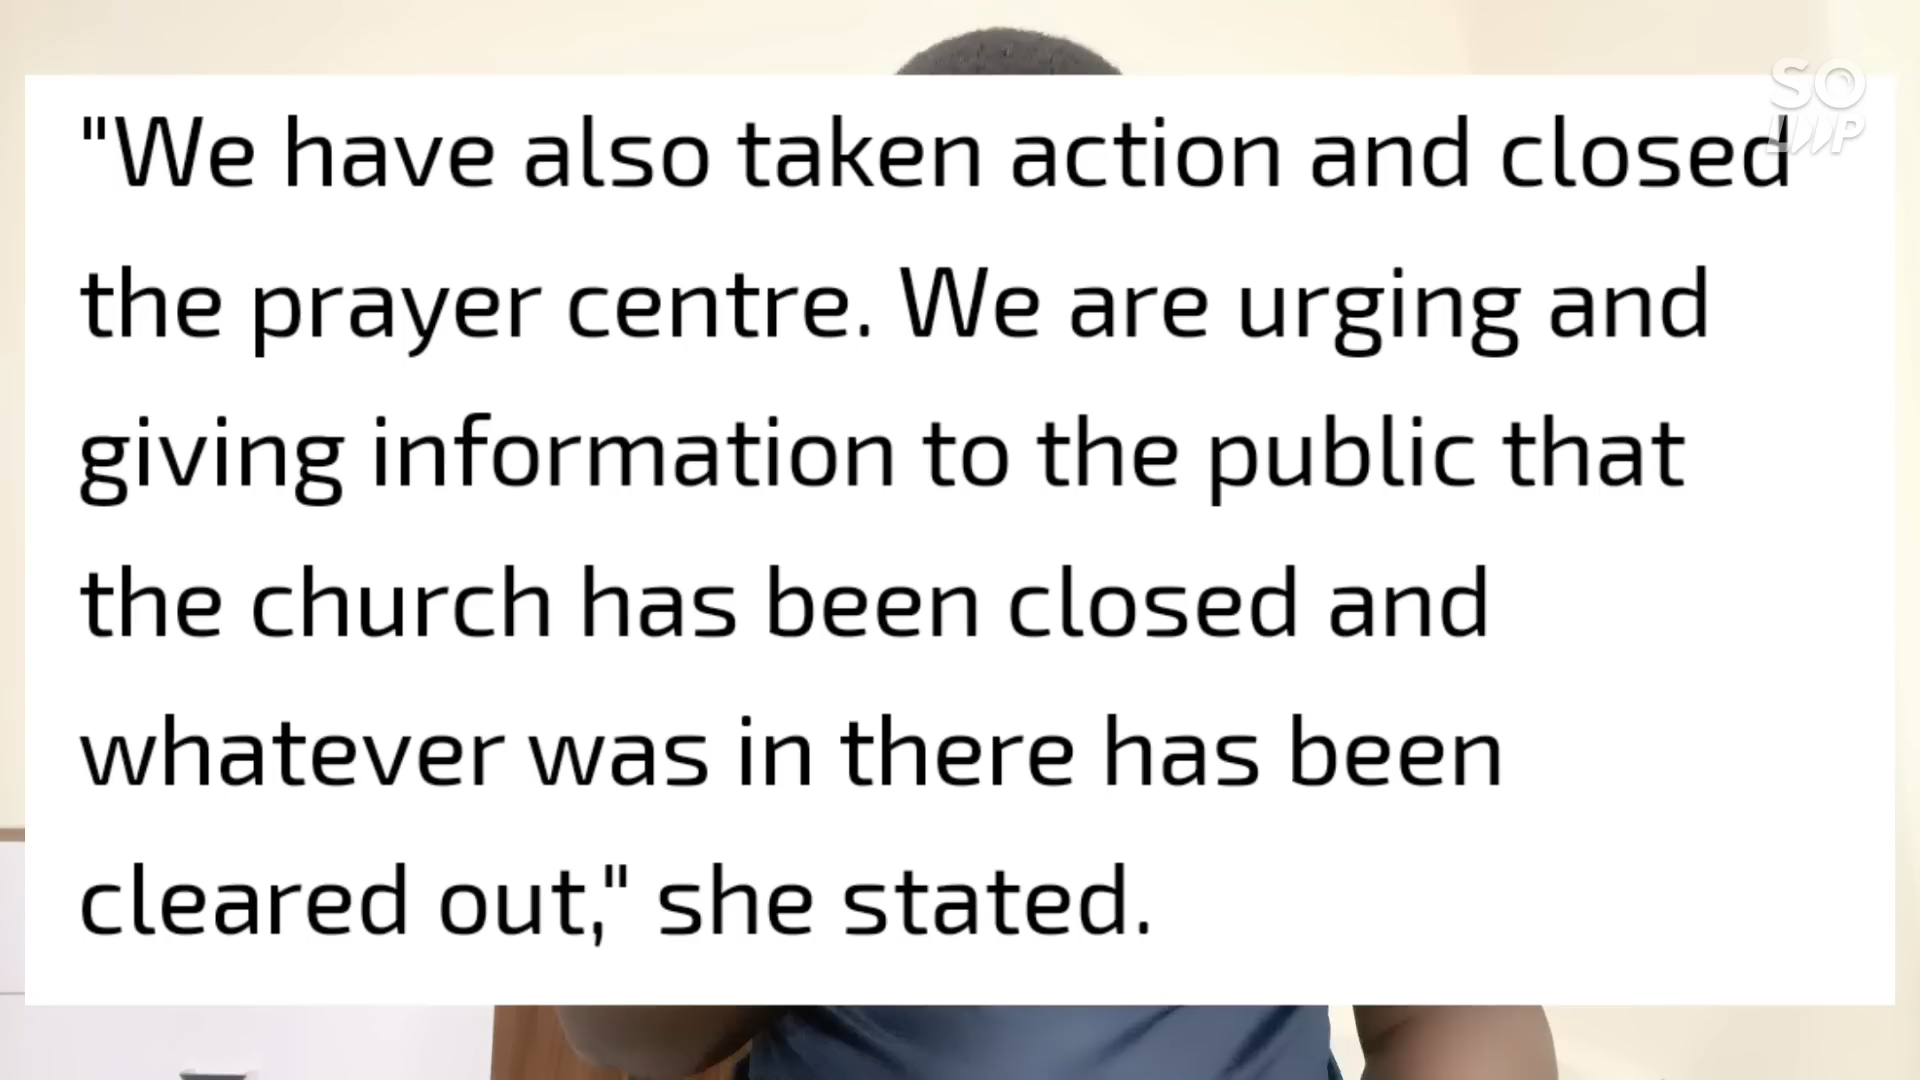 "We have also taken action and closed
the prayer centre. We are urging and
giving information to the public that
the church has been closed and
whatever was in there has been
cleared out," she stated.
SO